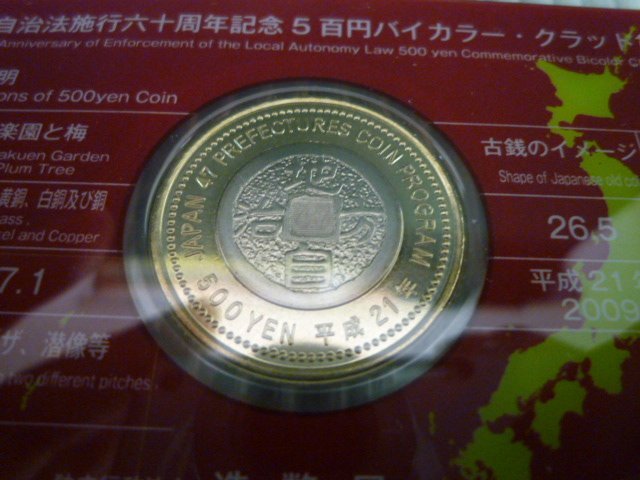 自治法施行六十周年記念5百円バイカラー・クラッド
Anniversary of Enforcement of the Local Autonomy Law 500 yen Commemorative Bicolor
明
ons of 500yen Coin
楽園と梅
akuen Garden
Plum Tree
黄銅、白銅及び銅
ass
el and Copper
7.1
ザ、潜像等
two different pitches
JAPAN 47 PREFECTURES COIN PROGRAM
500 YEN 平成21年
古銭のイメージ
Shape of Japanese old co
26.5
平成21
2009